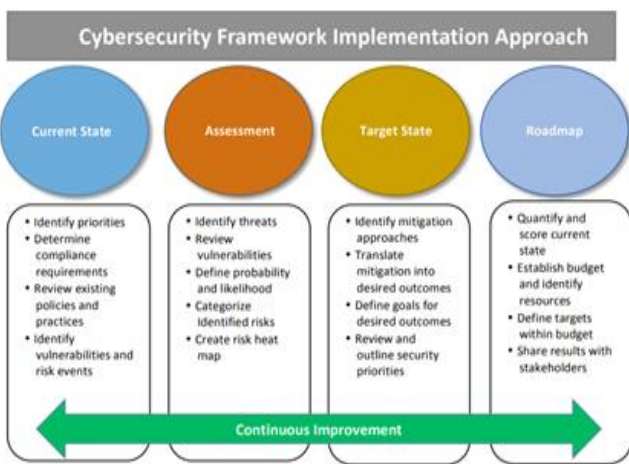 Cybersecurity Framework Implementation Approach
Current State
Assessment
Target State
Roadmap
• Identify priorities
• Determine
compliance
requirements
• Review existing
policies and
practices
• Identify
vulnerabilities and
risk events
• Identify threats
• Review
vulnerabilities
• Define probability
and likelihood
• Categorize
Identified risks
• Create risk heat
map
• Identify mitigation
approaches
• Translate
mitigation into
desired outcomes
• Define goals for
desired outcomes
• Review and
outline security
priorities
• Quantify and
score current
state
• Establish budget
and identify
resources
• Define targets
within budget
• Share results with
stakeholders
Continuous Improvement